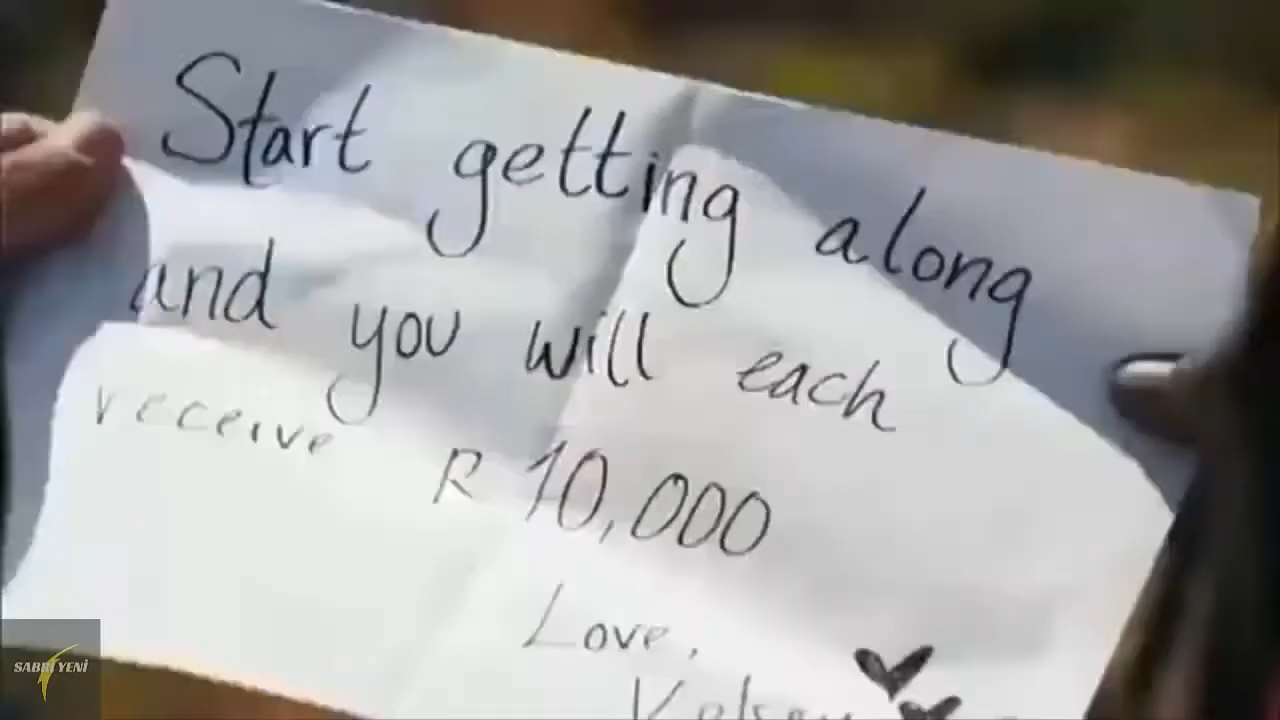 Start getting along
and you will each
receive R 10,000
Love,
SABRİ YENİ